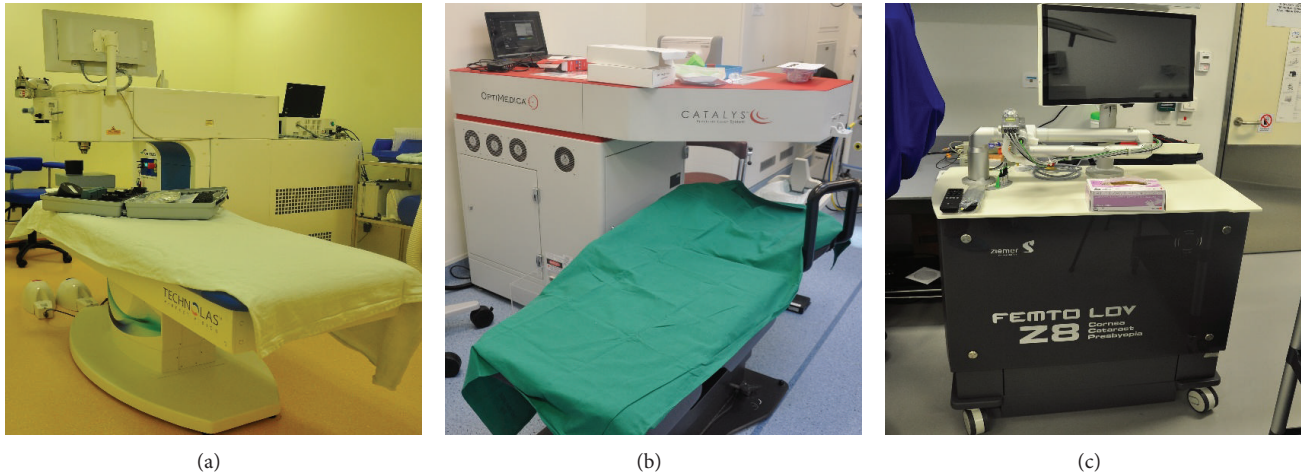 TECHNOLAS
OPTIMEDICA
CATALYS
ziemer
FEMTO LDV
Z8
Cornea
Cataract
Presbyopia
(a)
(b)
(c)